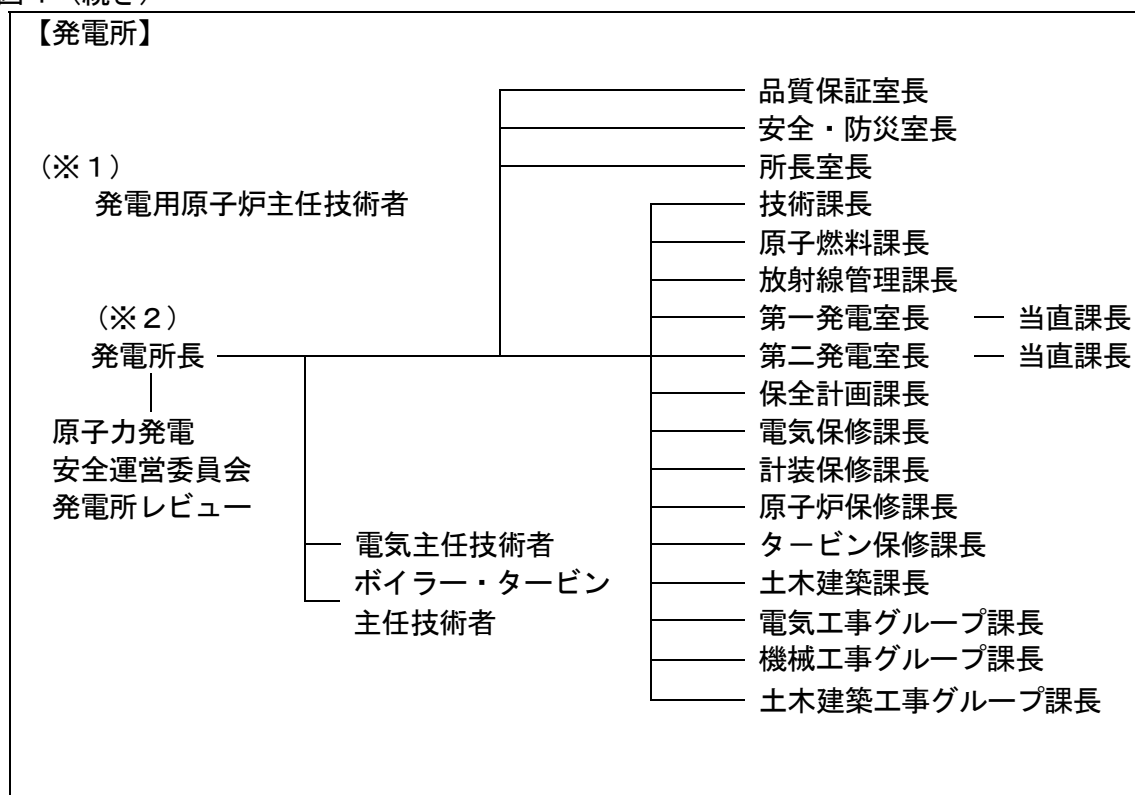 図１（続き）
【発電所】
品質保証室長
安全・防災室長
（※１）
所長室長
発電用原子炉主任技術者
技術課長
原子燃料課長
放射線管理課長
（※２）
第一発電室長
当直課長
発電所長
第二発電室長
当直課長
保全計画課長
原子力発電
安全運営委員会
発電所レビュー
電気保修課長
計装保修課長
原子炉保修課長
電気主任技術者
ボイラー・タービン
主任技術者
タービン保修課長
土木建築課長
電気工事グループ課長
機械工事グループ課長
土木建築工事グループ課長